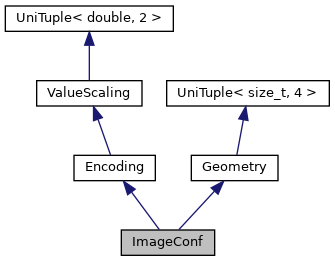 UniTuple< double, 2 >
ValueScaling
UniTuple< size_t, 4 >
Encoding
Geometry
ImageConf